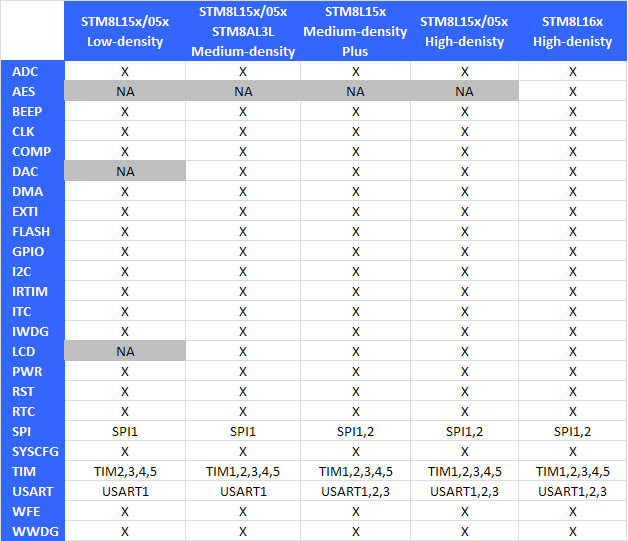 STM8L15x/05x Low-density STM8L15x/05x STM8AL3L Medium-density STM8L15x Medium-density Plus STM8L15x/05x High-denisty STM8L16x High-denisty
ADC X X X X X
AES NA NA NA NA X
BEEP X X X X X
CLK X X X X X
COMP X X X X X
DAC NA X X X X
DMA X X X X X
EXTI X X X X X
FLASH X X X X X
GPIO X X X X X
I2C X X X X X
IRTIM X X X X X
ITC X X X X X
IWDG X X X X X
LCD NA X X X X
PWR X X X X X
RST X X X X X
RTC X X X X X
SPI SPI1 SPI1 SPI1,2 SPI1,2 SPI1,2
SYSCFG X X X X X
TIM TIM2,3,4,5 TIM1,2,3,4,5 TIM1,2,3,4,5 TIM1,2,3,4,5 TIM1,2,3,4,5
USART USART1 USART1 USART1,2,3 USART1,2,3 USART1,2,3
WFE X X X X X
WWDG X X X X X